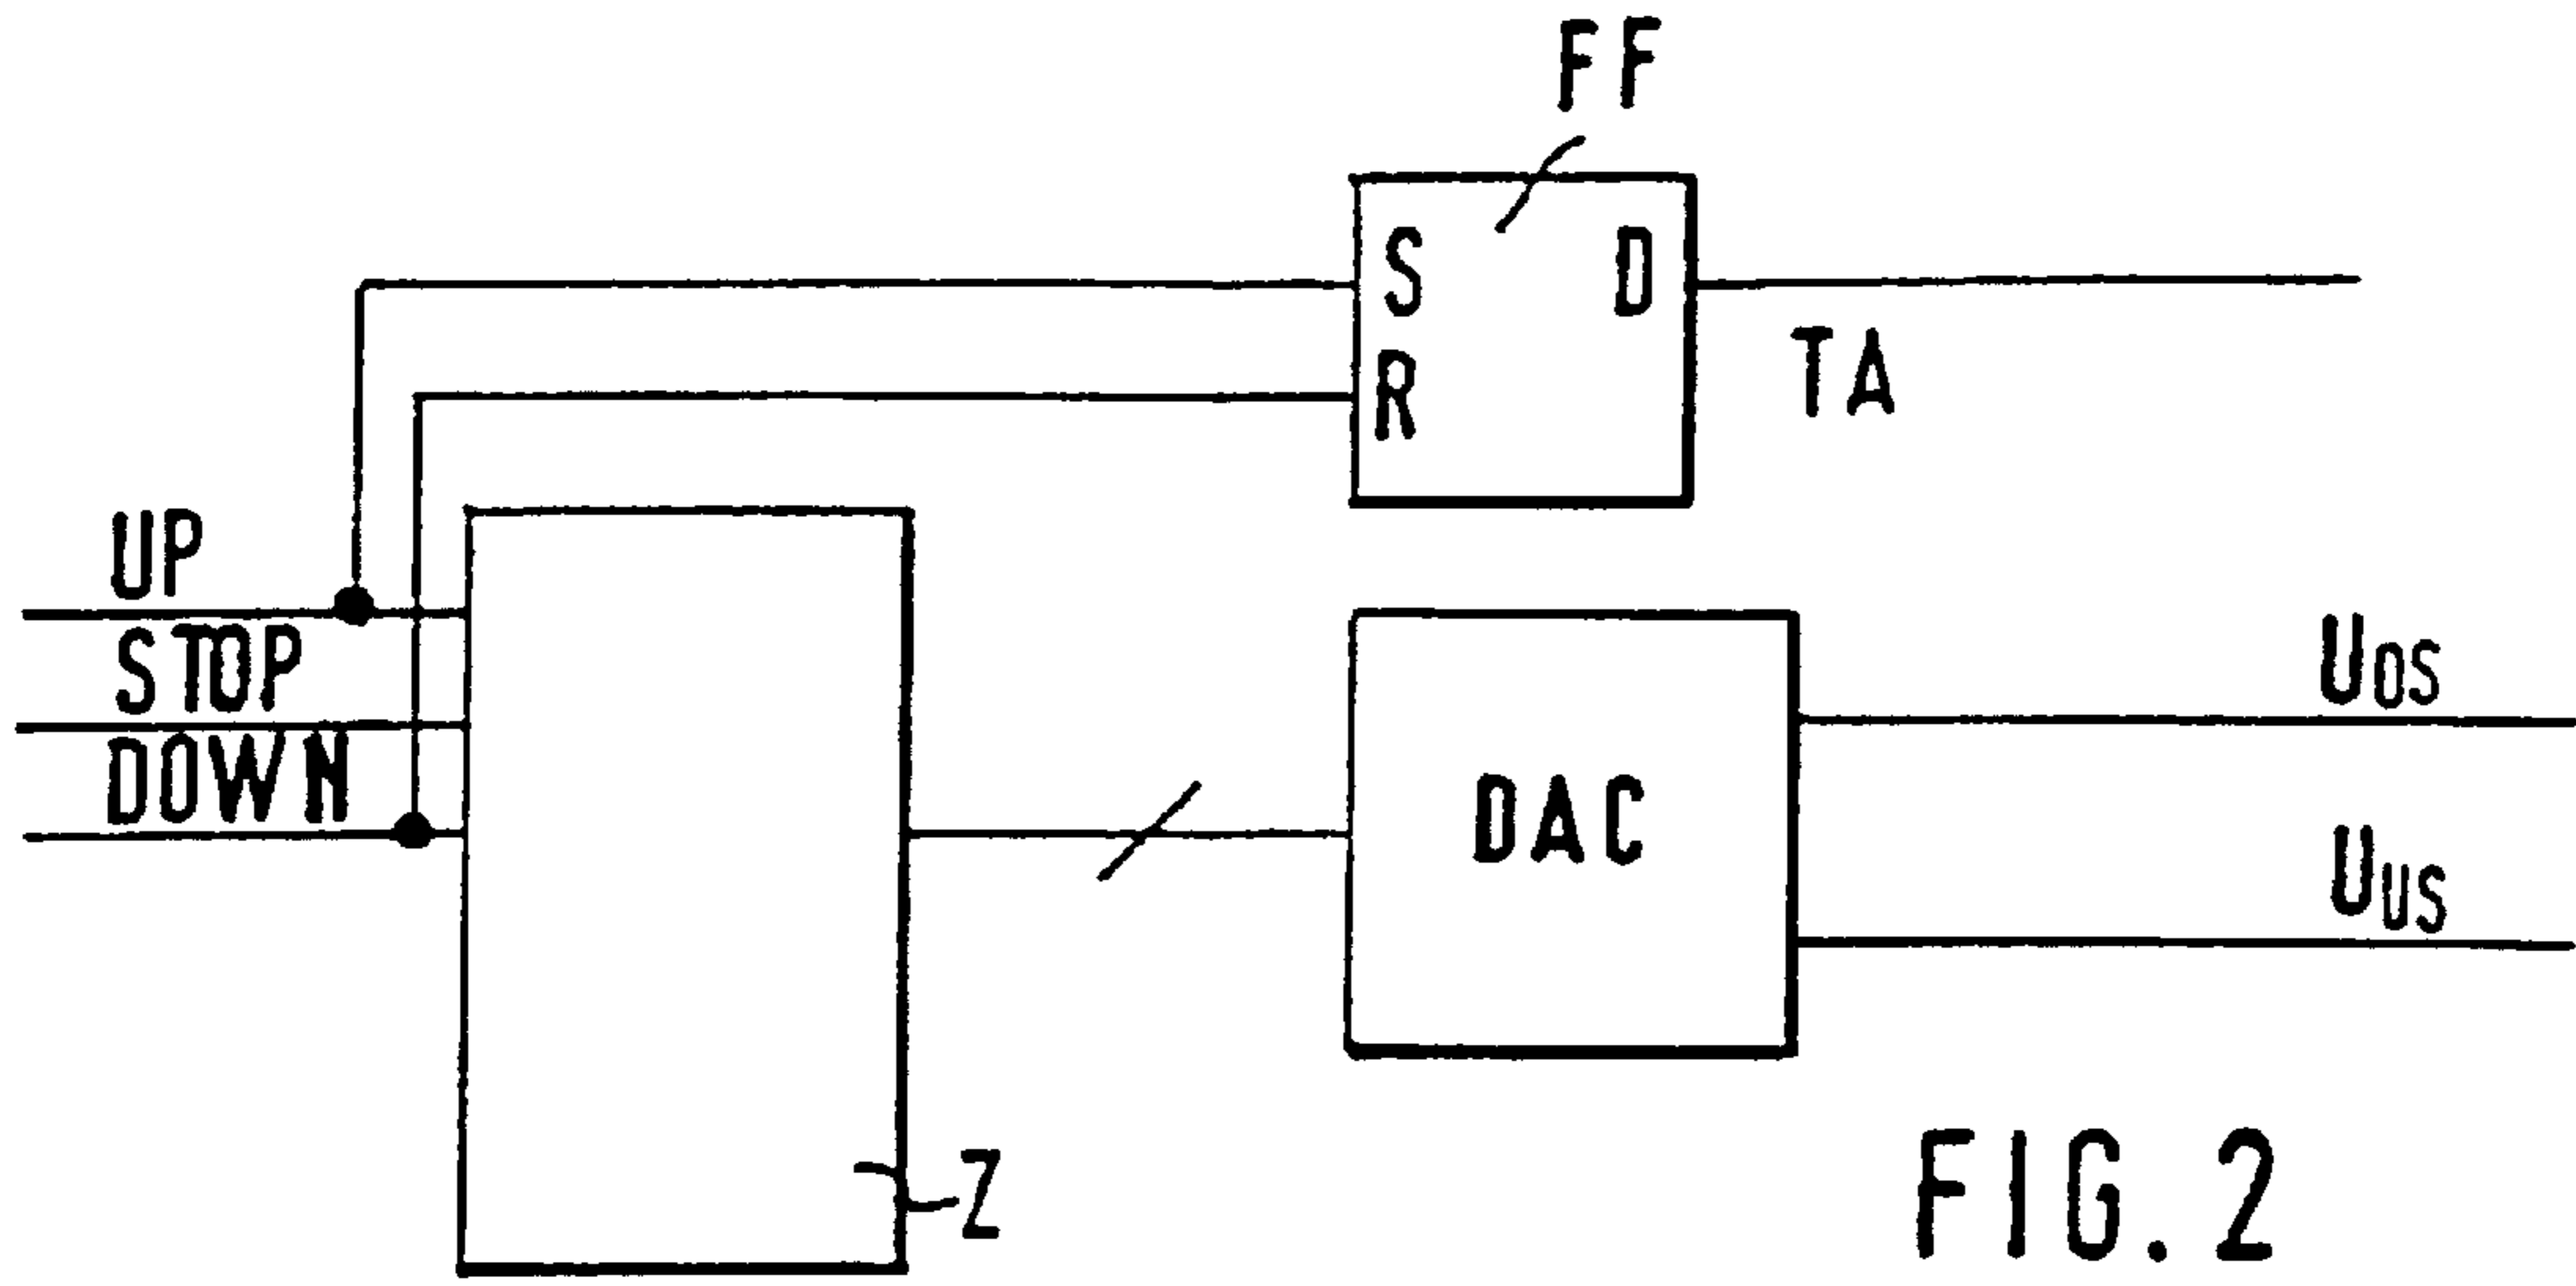 FF
S D
R
TA
UP
STOP
DOWN
DAC
UOS
UUS
Z
FIG. 2